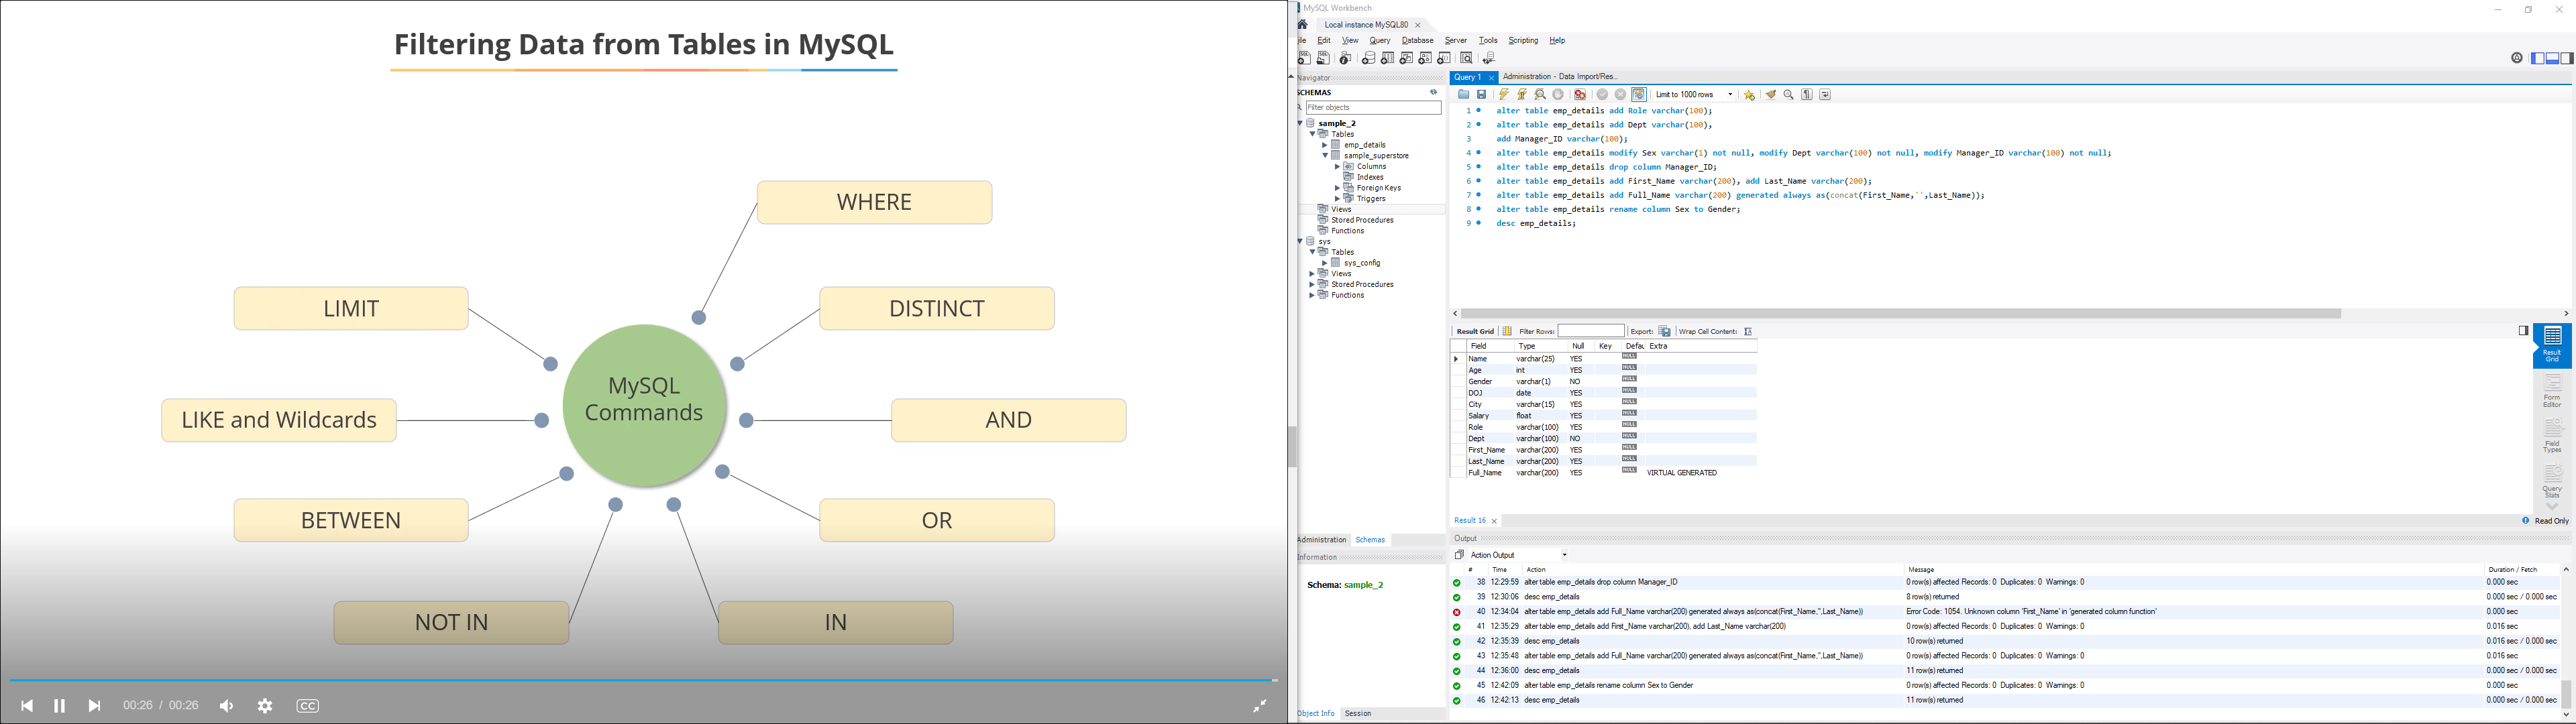 Filtering Data from Tables in MySQL
WHERE
LIMIT
DISTINCT
MySQL
Commands
LIKE and Wildcards
AND
BETWEEN
OR
NOT IN
IN
00:26 / 00:26
CC
MySQL Workbench
Local instance MySQL80
ile Edit View Query Database Server Tools Scripting Help
Navigator
SCHEMAS
Filter objects
sample_2
Tables
emp_details
sample_superstore
Columns
Indexes
Foreign Keys
Triggers
Views
Stored Procedures
Functions
sys
Tables
sys_config
Views
Stored Procedures
Functions
Administration Schemas
Information
Schema: sample_2
Object Info Session
Query 1 Administration - Data Import/Res...
Limit to 1000 rows
1 alter table emp_details add Role varchar(100);
2 alter table emp_details add Dept varchar(100),
3 add Manager_ID varchar(100);
4 alter table emp_details modify Sex varchar(1) not null, modify Dept varchar(100) not null, modify Manager_ID varchar(100) not null;
5 alter table emp_details drop column Manager_ID;
6 alter table emp_details add First_Name varchar(200), add Last_Name varchar(200);
7 alter table emp_details add Full_Name varchar(200) generated always as(concat(First_Name,'',Last_Name));
8 alter table emp_details rename column Sex to Gender;
9 desc emp_details;
Result Grid Filter Rows: Export: Wrap Cell Content:
Field Type Null Key Defau Extra
Name varchar(25) YES NULL
Age int YES NULL
Gender varchar(1) NO NULL
DOJ date YES NULL
City varchar(15) YES NULL
Salary float YES NULL
Role varchar(100) YES NULL
Dept varchar(100) NO NULL
First_Name varchar(200) YES NULL
Last_Name varchar(200) YES NULL
Full_Name varchar(200) YES NULL VIRTUAL GENERATED
Result
Grid
Form
Editor
Field
Types
Query
Stats
Result 16
Read Only
Output
Action Output
# Time Action Message Duration / Fetch
38 12:29:59 alter table emp_details drop column Manager_ID 0 row(s) affected Records: 0 Duplicates: 0 Warnings: 0 0.000 sec
39 12:30:06 desc emp_details 8 row(s) returned 0.000 sec / 0.000 sec
40 12:34:04 alter table emp_details add Full_Name varchar(200) generated always as(concat(First_Name,'',Last_Name)) Error Code: 1054. Unknown column 'First_Name' in 'generated column function' 0.000 sec
41 12:35:29 alter table emp_details add First_Name varchar(200), add Last_Name varchar(200) 0 row(s) affected Records: 0 Duplicates: 0 Warnings: 0 0.016 sec
42 12:35:39 desc emp_details 10 row(s) returned 0.016 sec / 0.000 sec
43 12:35:48 alter table emp_details add Full_Name varchar(200) generated always as(concat(First_Name,'',Last_Name)) 0 row(s) affected Records: 0 Duplicates: 0 Warnings: 0 0.016 sec
44 12:36:00 desc emp_details 11 row(s) returned 0.000 sec / 0.000 sec
45 12:42:09 alter table emp_details rename column Sex to Gender 0 row(s) affected Records: 0 Duplicates: 0 Warnings: 0 0.000 sec
46 12:42:13 desc emp_details 11 row(s) returned 0.000 sec / 0.000 sec